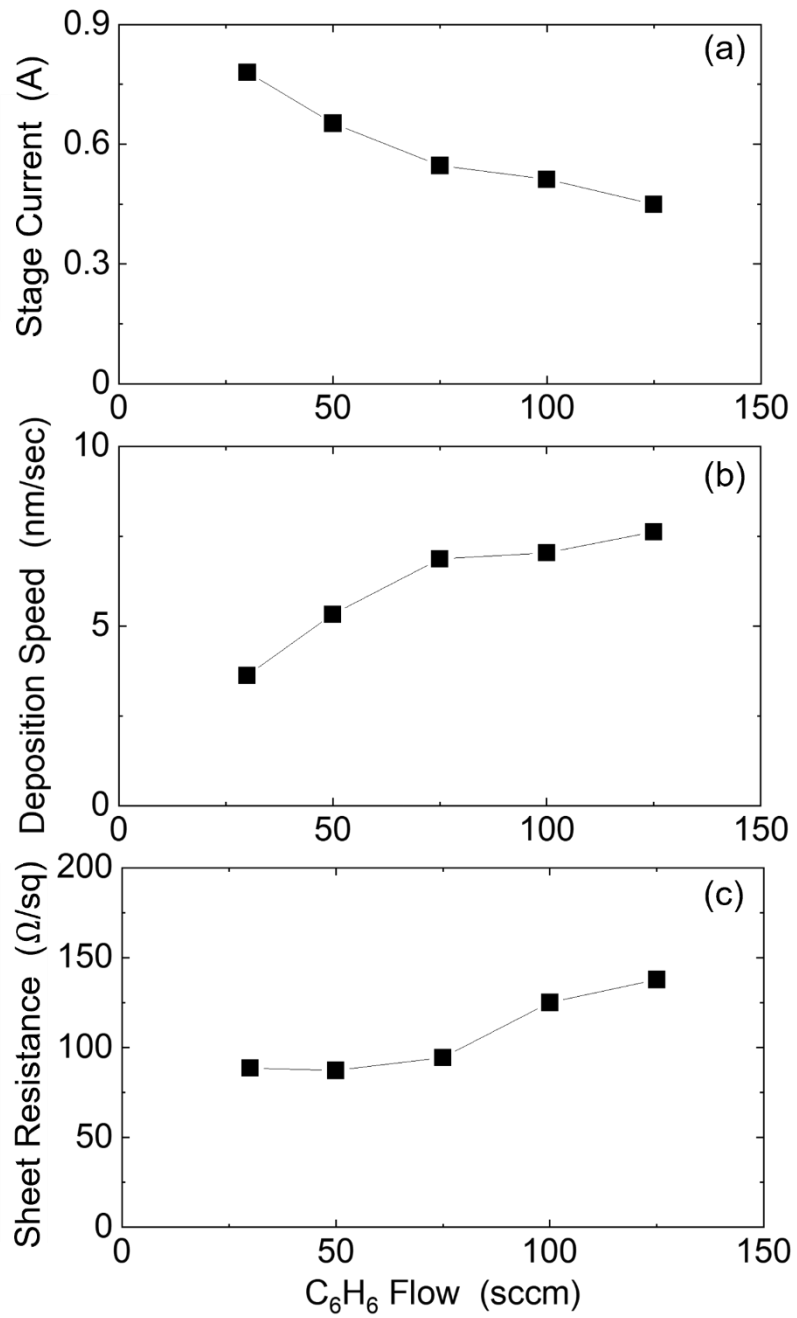 (a)
Stage Current (A)
0.9
0.6
0.3
0
0 50 100 150
(b)
Deposition Speed (nm/sec)
10
5
0
0 50 100 150
(c)
Sheet Resistance (Ω/sq)
200
150
100
50
0
0 50 100 150
C₆H₆ Flow (sccm)